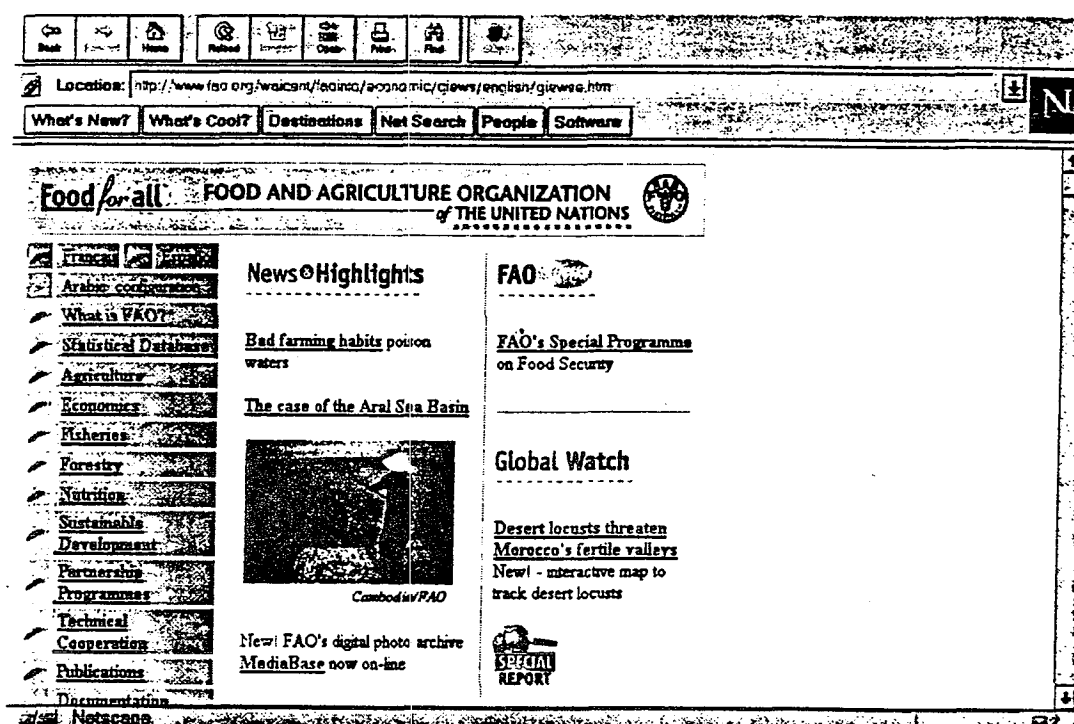 Back Home Reload Open Print Find
Location: http://www.fao.org/waicent/faoinfo/economic/giews/english/giewse.htm
What's New? What's Cool? Destinations Net Search People Software
N
Food for all FOOD AND AGRICULTURE ORGANIZATION
of THE UNITED NATIONS
Français Español
Arabic configuration
What is FAO?
Statistical Database
Agriculture
Economics
Fisheries
Forestry
Nutrition
Sustainable
Development
Partnership
Programmes
Technical
Cooperation
Publications
Documentation
News & Highlights
Bad farming habits poison
waters
The case of the Aral Sea Basin
Cambodia/FAO
New! FAO's digital photo archive
MediaBase now on-line
FAO
FAO's Special Programme
on Food Security
Global Watch
Desert locusts threaten
Morocco's fertile valleys
New! - interactive map to
track desert locusts
SPECIAL
REPORT
Netscape